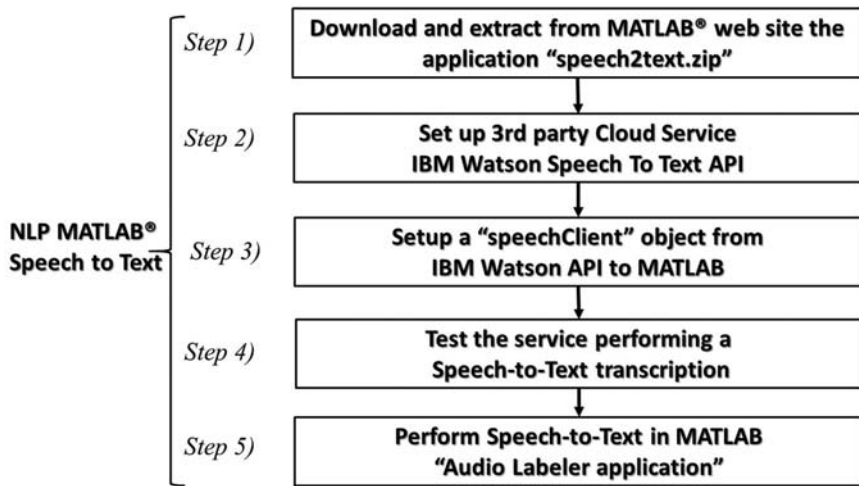 Step 1)
Download and extract from MATLAB® web site the
application “speech2text.zip”
Step 2)
Set up 3rd party Cloud Service
IBM Watson Speech To Text API
NLP MATLAB®
Speech to Text
Step 3)
Setup a “speechClient” object from
IBM Watson API to MATLAB
Step 4)
Test the service performing a
Speech-to-Text transcription
Step 5)
Perform Speech-to-Text in MATLAB
“Audio Labeler application”